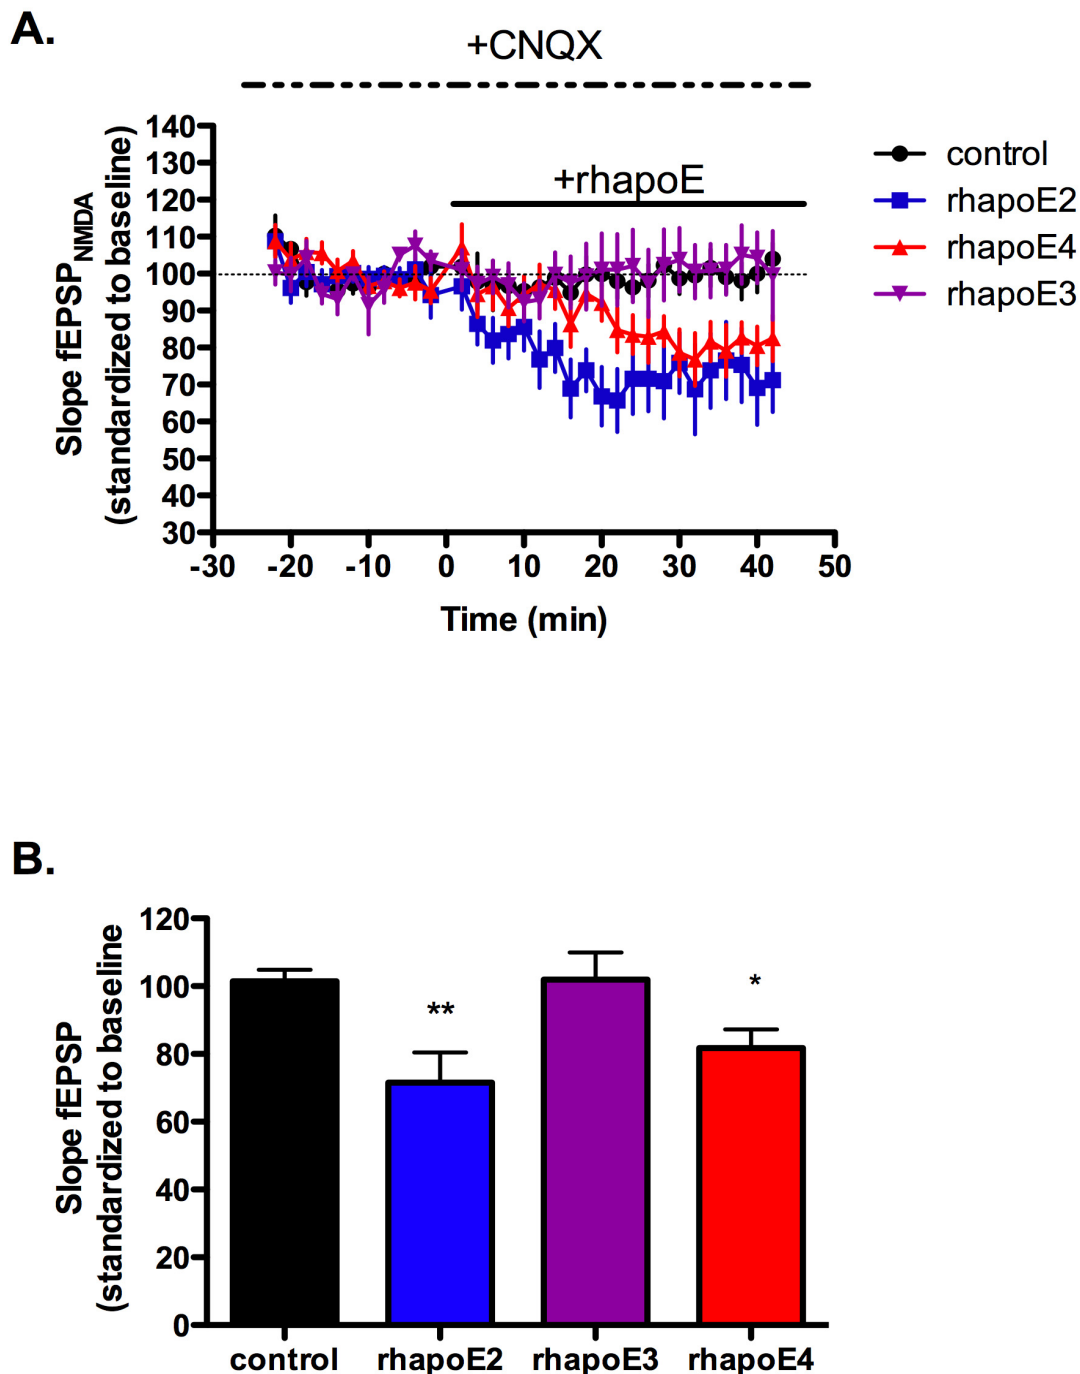 A.
+CNQX
140
130
120
110
100
90
80
70
60
50
40
30
Slope fEPSPNMDA
(standardized to baseline)
+rhapoE
control
rhapoE2
rhapoE4
rhapoE3
-30 -20 -10 0 10 20 30 40 50
Time (min)
B.
120
100
80
60
40
20
0
Slope fEPSP
(standardized to baseline
**
*
control rhapoE2 rhapoE3 rhapoE4